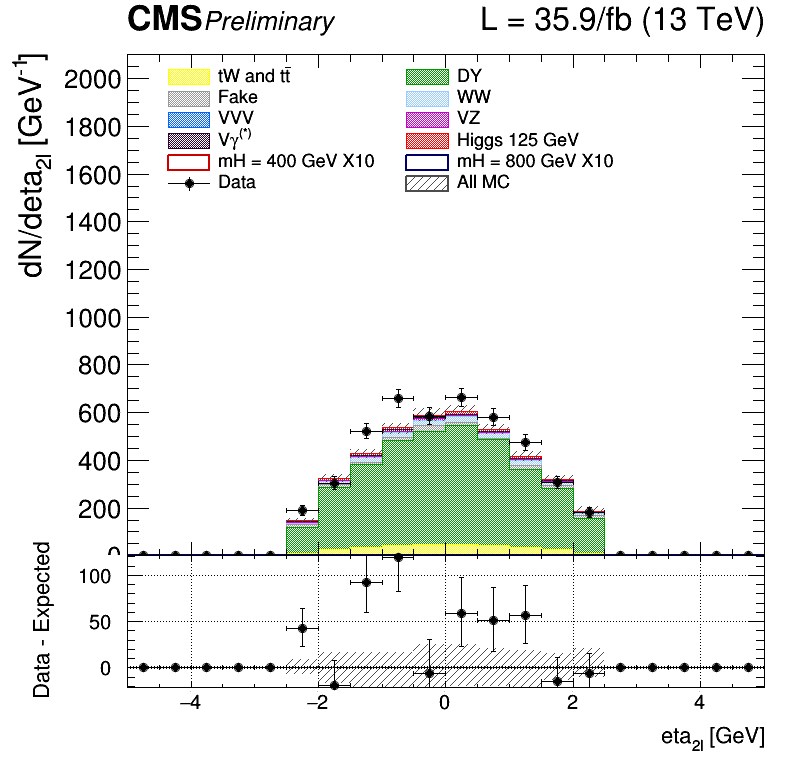 CMS Preliminary L = 35.9/fb (13 TeV)
dN/deta2l [GeV-1]
2000
1800
1600
1400
1200
1000
800
600
400
200
0
tW and tt̄ DY
Fake WW
VVV VZ
Vγ(*) Higgs 125 GeV
mH = 400 GeV X10 mH = 800 GeV X10
Data All MC
Data - Expected
100
50
0
−4 −2 0 2 4
eta2l [GeV]